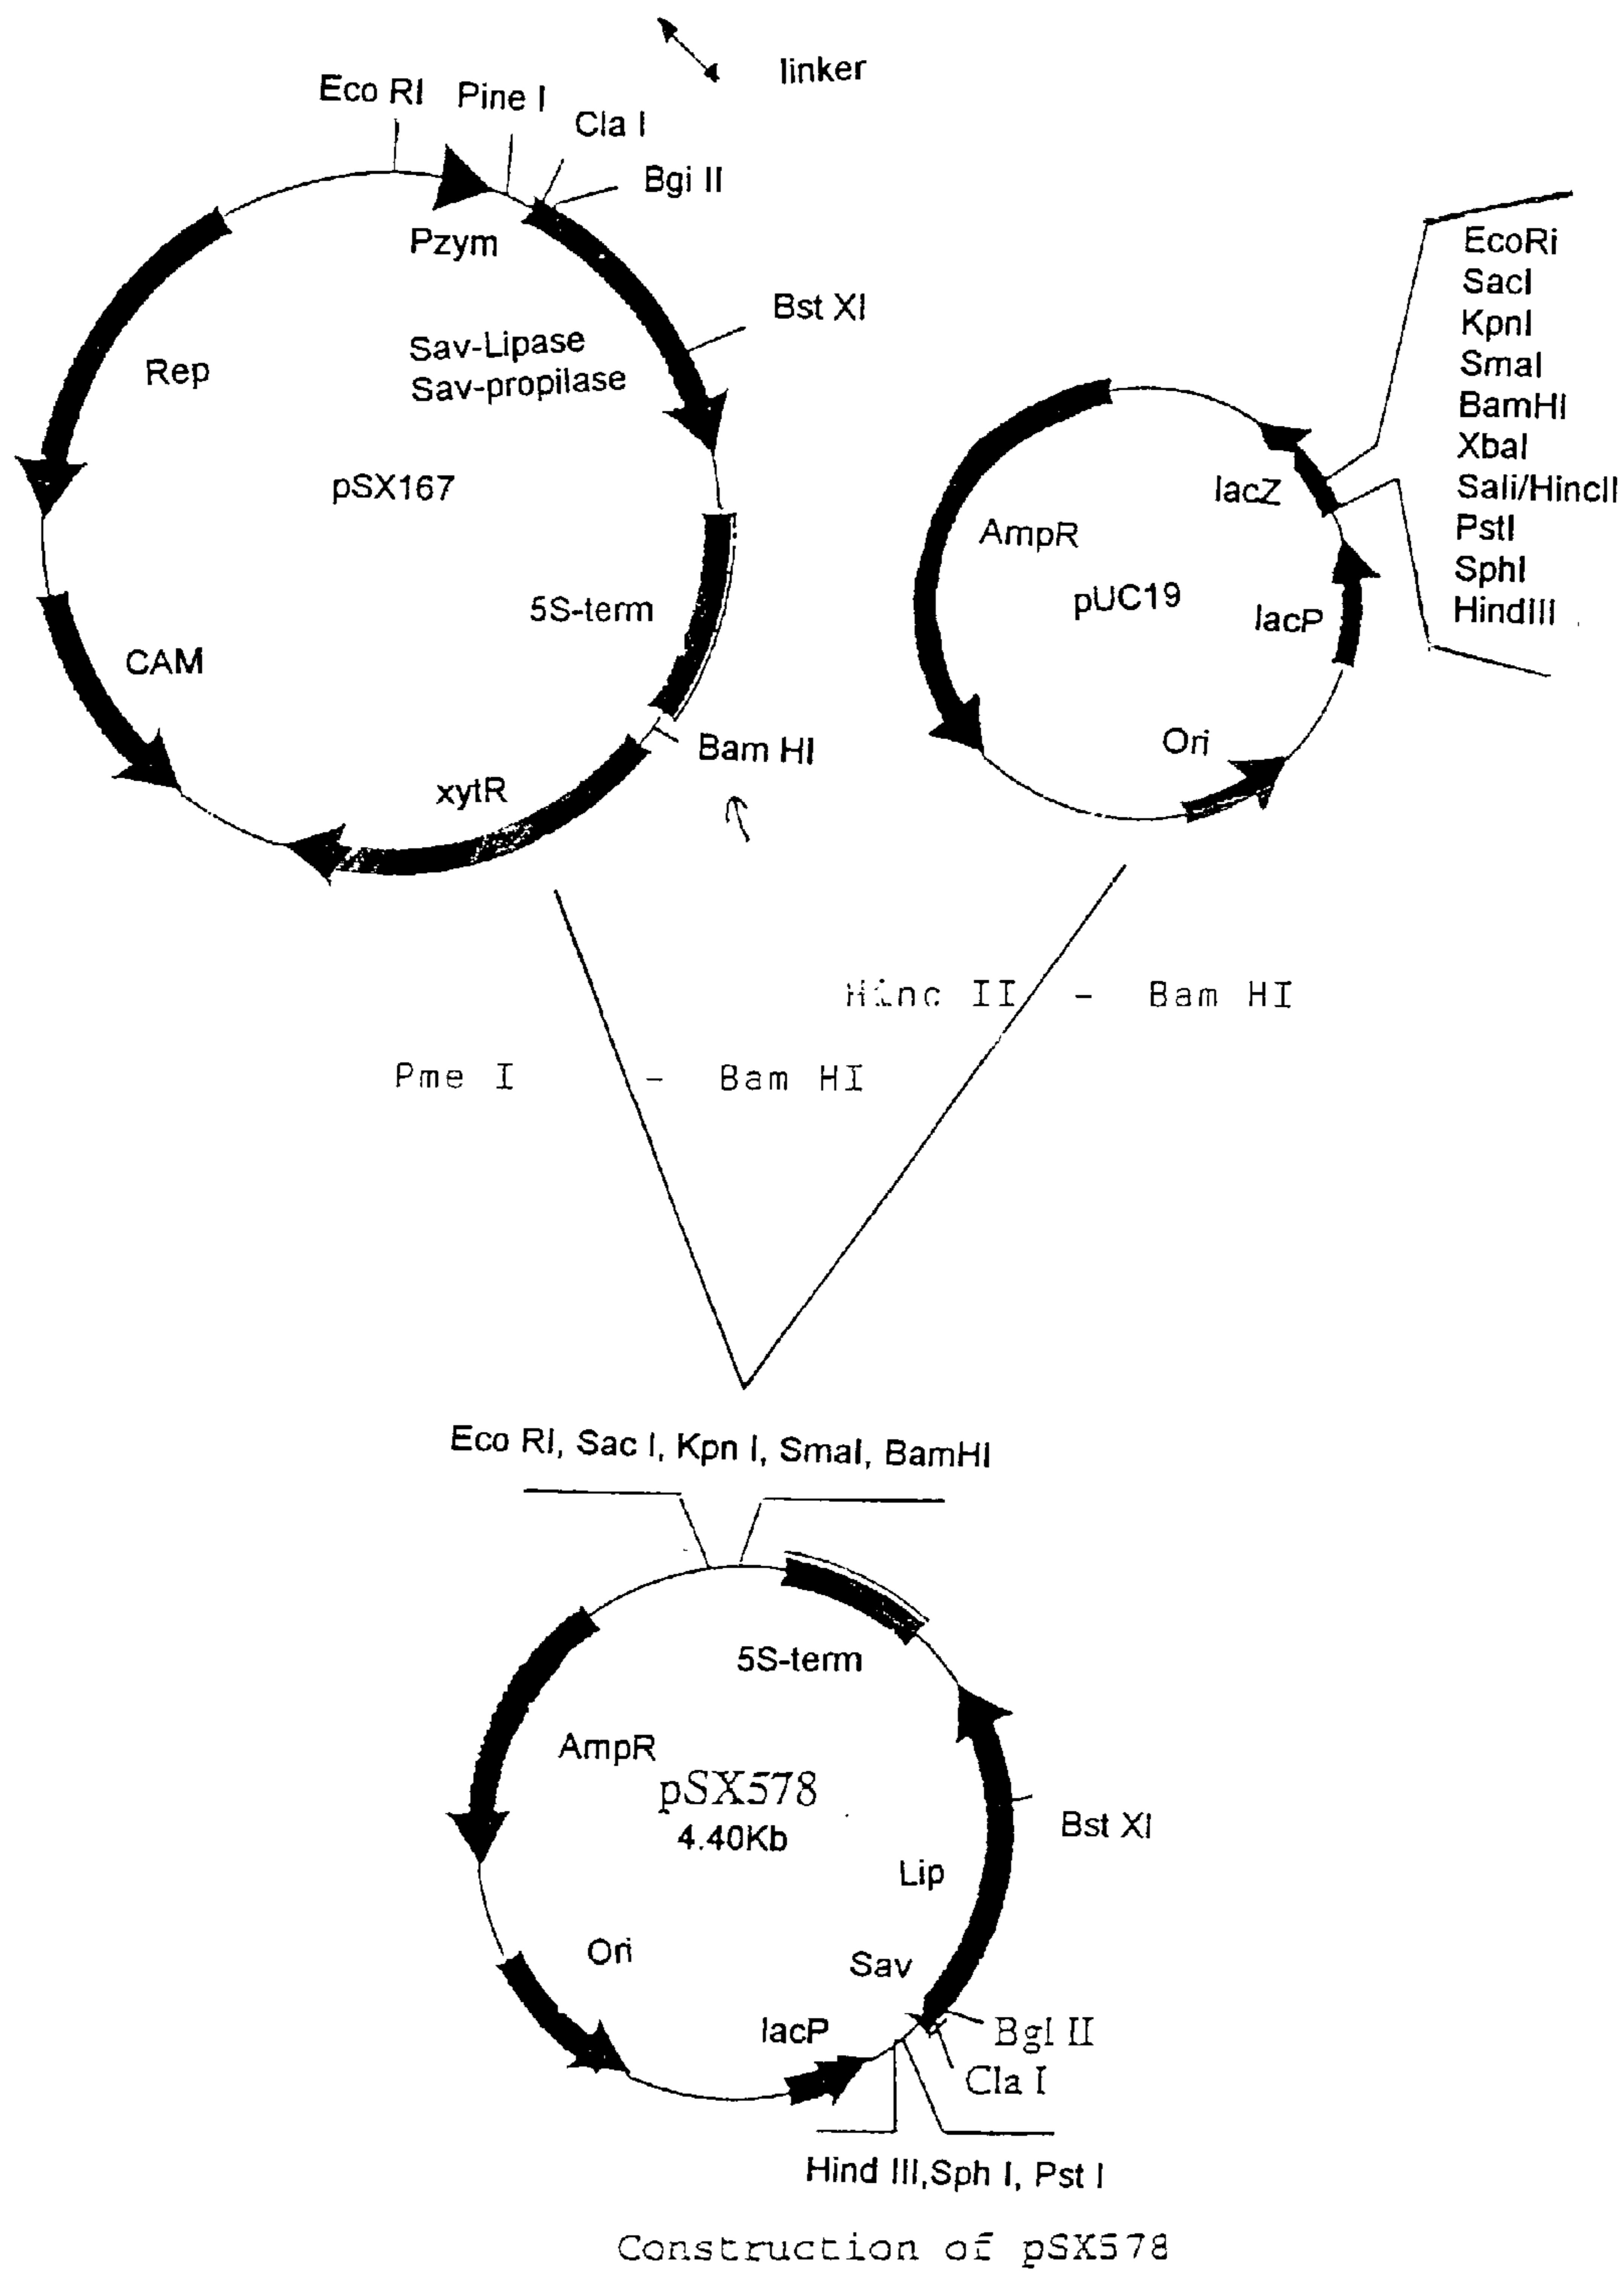 linker
Eco RI
Pine I
Cla I
Bgi II
Pzym
Bst XI
Sav-Lipase
Sav-propilase
Rep
pSX167
5S-term
CAM
xytR
Bam HI
EcoRi
SacI
KpnI
SmaI
BamHI
XbaI
Sali/HincII
PstI
SphI
HindIII
lacZ
AmpR
pUC19
lacP
Ori
Hinc II - Bam HI
Pme I - Bam HI
Eco RI, Sac I, Kpn I, SmaI, BamHI
5S-term
AmpR
pSX578
4.40Kb
Bst XI
Lip
Ori
Sav
lacP
Bgl II
Cla I
Hind III,Sph I, Pst I
Construction of pSX578